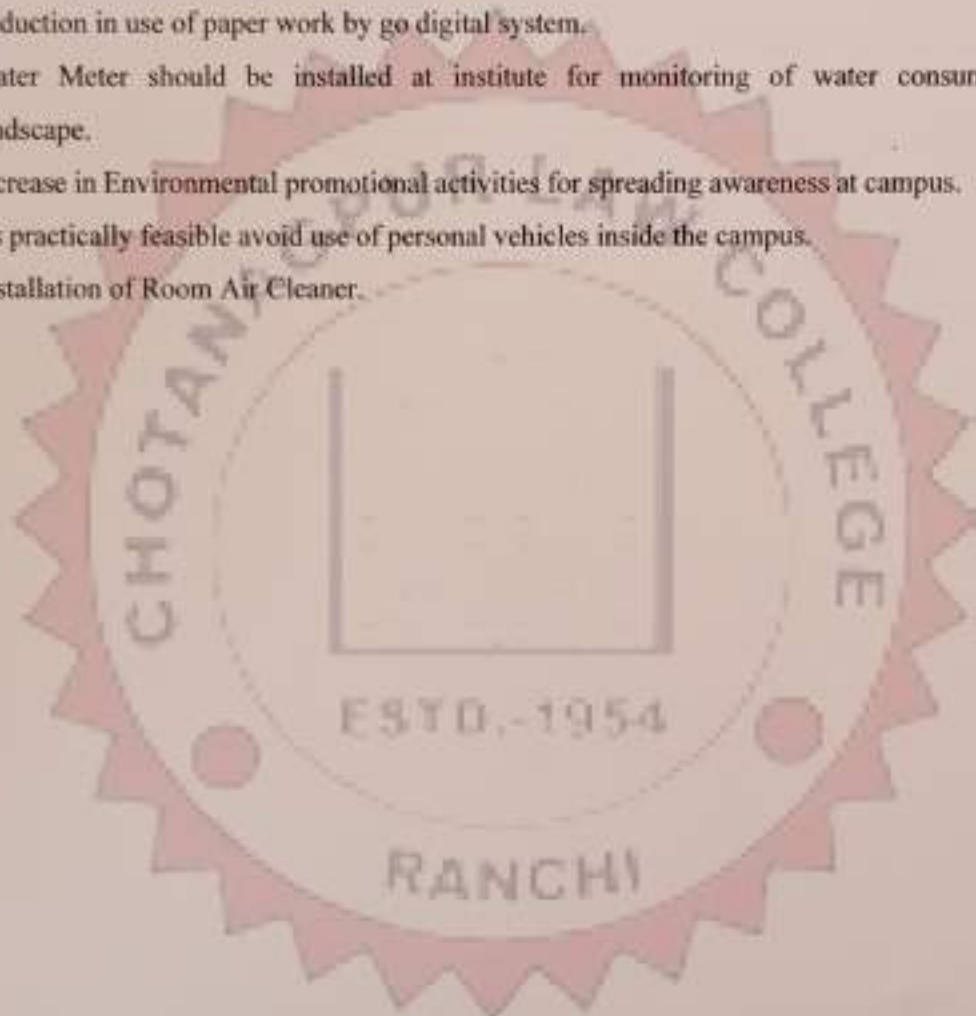 duction in use of paper work by go digital system.
ater Meter should be installed at institute for monitoring of water consur
ndscape.
crease in Environmental promotional activities for spreading awareness at campus.
s practically feasible avoid use of personal vehicles inside the campus.
stallation of Room Air Cleaner.
CHOTANAGPUR LAW COLLEGE
ESTD.-1954
RANCHI